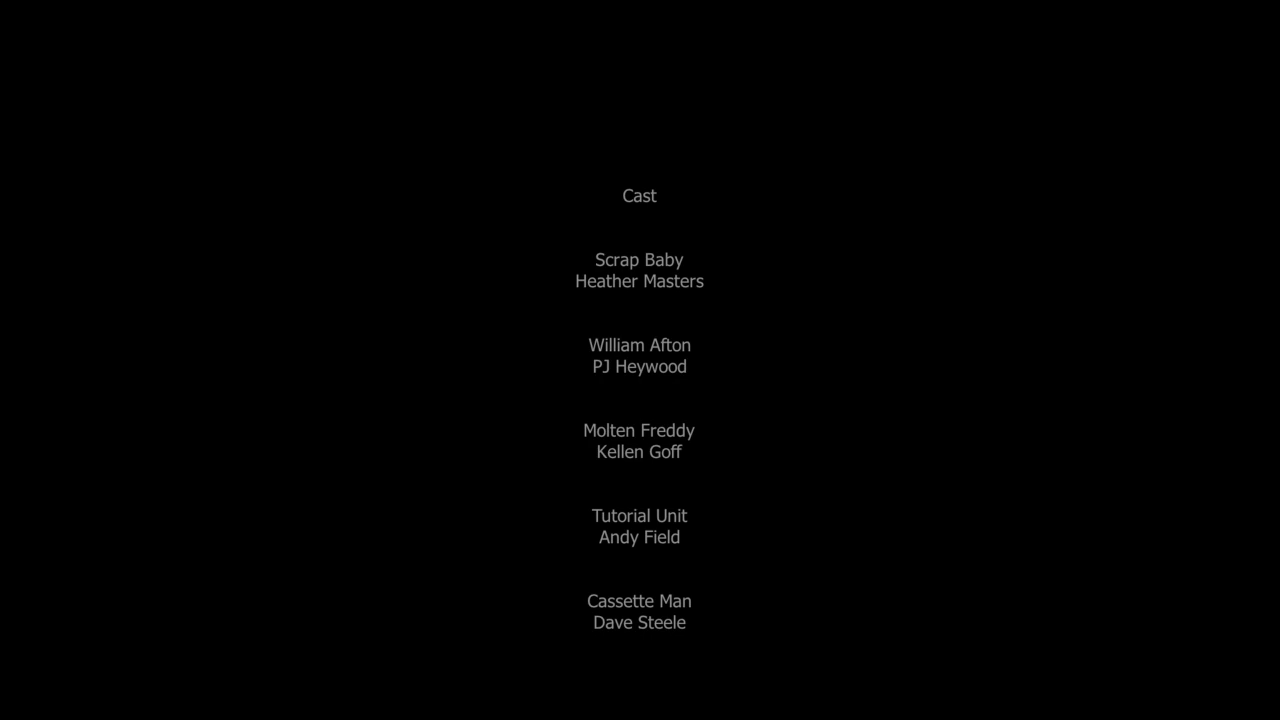 Cast
Scrap Baby
Heather Masters
William Afton
PJ Heywood
Molten Freddy
Kellen Goff
Tutorial Unit
Andy Field
Cassette Man
Dave Steele